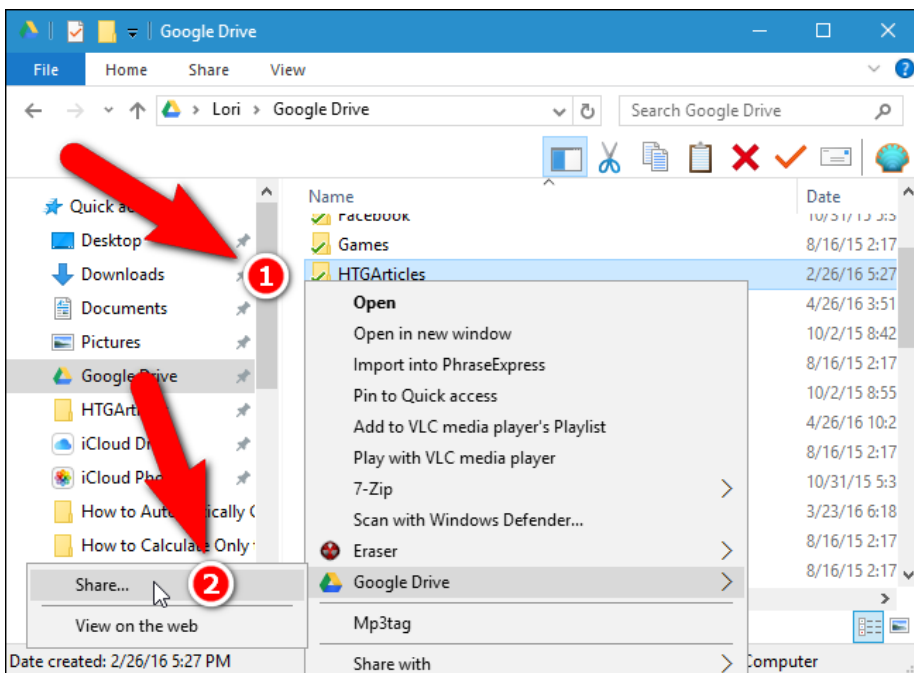 Google Drive
File Home Share View
Lori > Google Drive
Search Google Drive
Quick
Name Date
Facebook
Desktop
Games 8/16/15 2:17
Downloads
1
HTGArticles 2/26/16 5:27
Documents
Open
4/26/16 3:51
Pictures
Open in new window
10/2/15 8:42
Google Drive
Import into PhraseExpress
8/16/15 2:17
Pin to Quick access
10/2/15 8:55
Add to VLC media player's Playlist
4/26/16 10:2
iCloud
Play with VLC media player
8/16/15 2:17
iCloud
7-Zip
10/31/15 5:3
How to
Scan with Windows Defender...
3/23/16 6:18
How to Calculate Only
Eraser
8/16/15 2:17
Share...
2
Google Drive
8/16/15 2:17
View on the web
Mp3tag
Date created: 2/26/16 5:27 PM
Share with
Computer